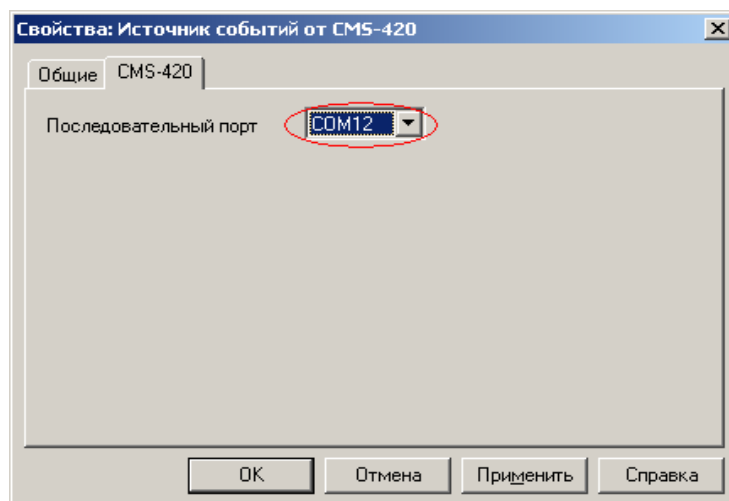 Свойства: Источник событий от CMS-420
Общие CMS-420
Последовательный порт COM12
OK Отмена Применить Справка